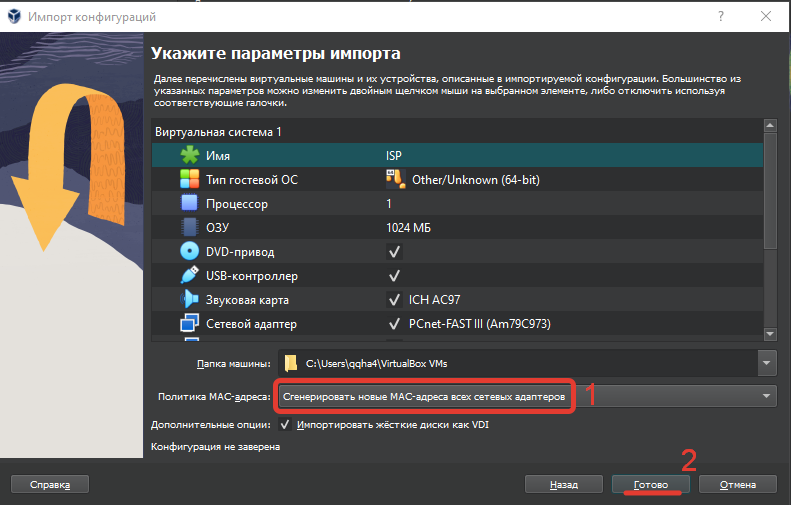 Импорт конфигураций
?
Укажите параметры импорта
Далее перечислены виртуальные машины и их устройства, описанные в импортируемой конфигурации. Большинство из
указанных параметров можно изменить двойным щелчком мыши на выбранном элементе, либо отключить используя
соответствующие галочки.
Виртуальная система 1
Имя ISP
Тип гостевой ОС Other/Unknown (64-bit)
Процессор 1
ОЗУ 1024 МБ
DVD-привод
USB-контроллер
Звуковая карта ICH AC97
Сетевой адаптер PCnet-FAST III (Am79C973)
Папка машины: C:\Users\qqha4\VirtualBox VMs
Политика MAC-адреса: Сгенерировать новые MAC-адреса всех сетевых адаптеров 1
Дополнительные опции: Импортировать жёсткие диски как VDI
Конфигурация не заверена
2
Справка Назад Готово Отмена